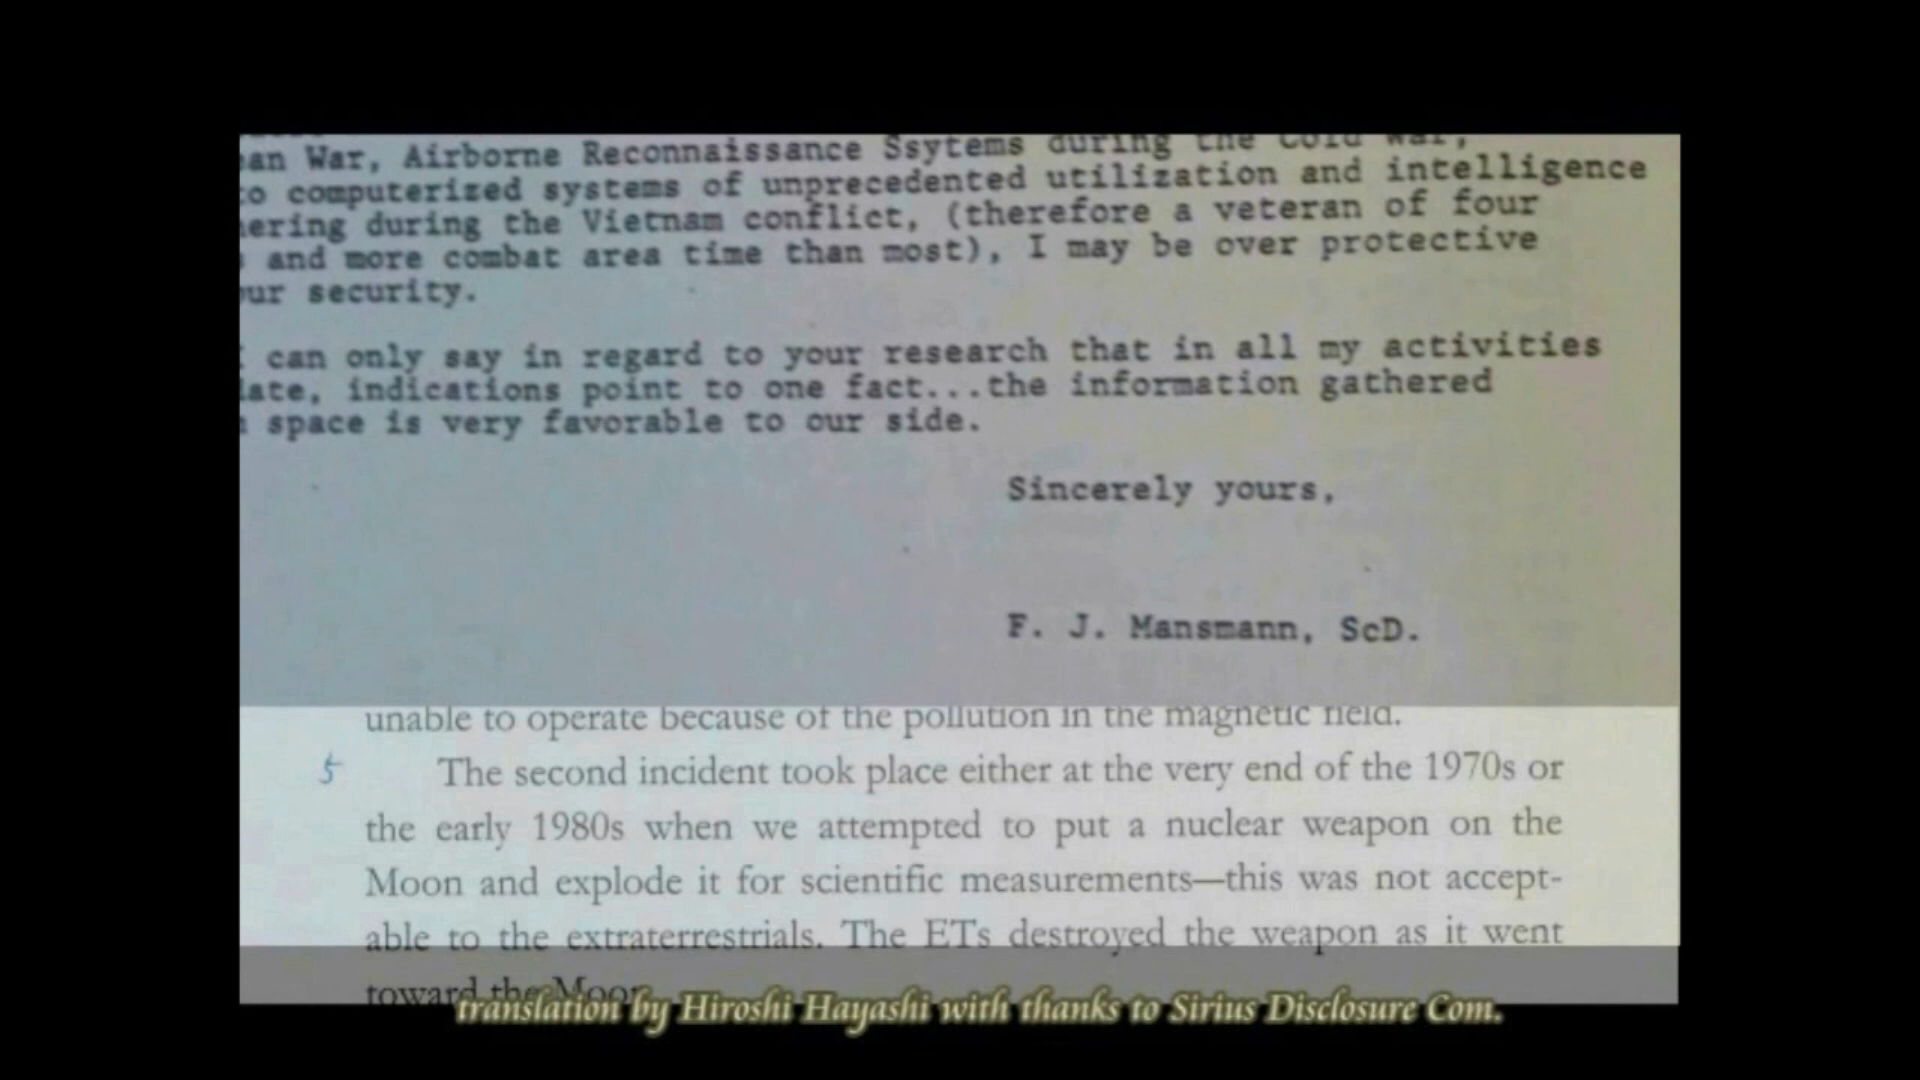 an War, Airborne Reconnaissance Ssytems during the Cold War,
o computerized systems of unprecedented utilization and intelligence
ering during the Vietnam conflict, (therefore a veteran of four
and more combat area time than most), I may be over protective
ur security.
I can only say in regard to your research that in all my activities
ate, indications point to one fact...the information gathered
space is very favorable to our side.
Sincerely yours,
F. J. Mansmann, ScD.
unable to operate because of the pollution in the magnetic field.
5 The second incident took place either at the very end of the 1970s or
the early 1980s when we attempted to put a nuclear weapon on the
Moon and explode it for scientific measurements—this was not accept-
able to the extraterrestrials. The ETs destroyed the weapon as it went
toward the Moon
translation by Hiroshi Hayashi with thanks to Sirius Disclosure Com.